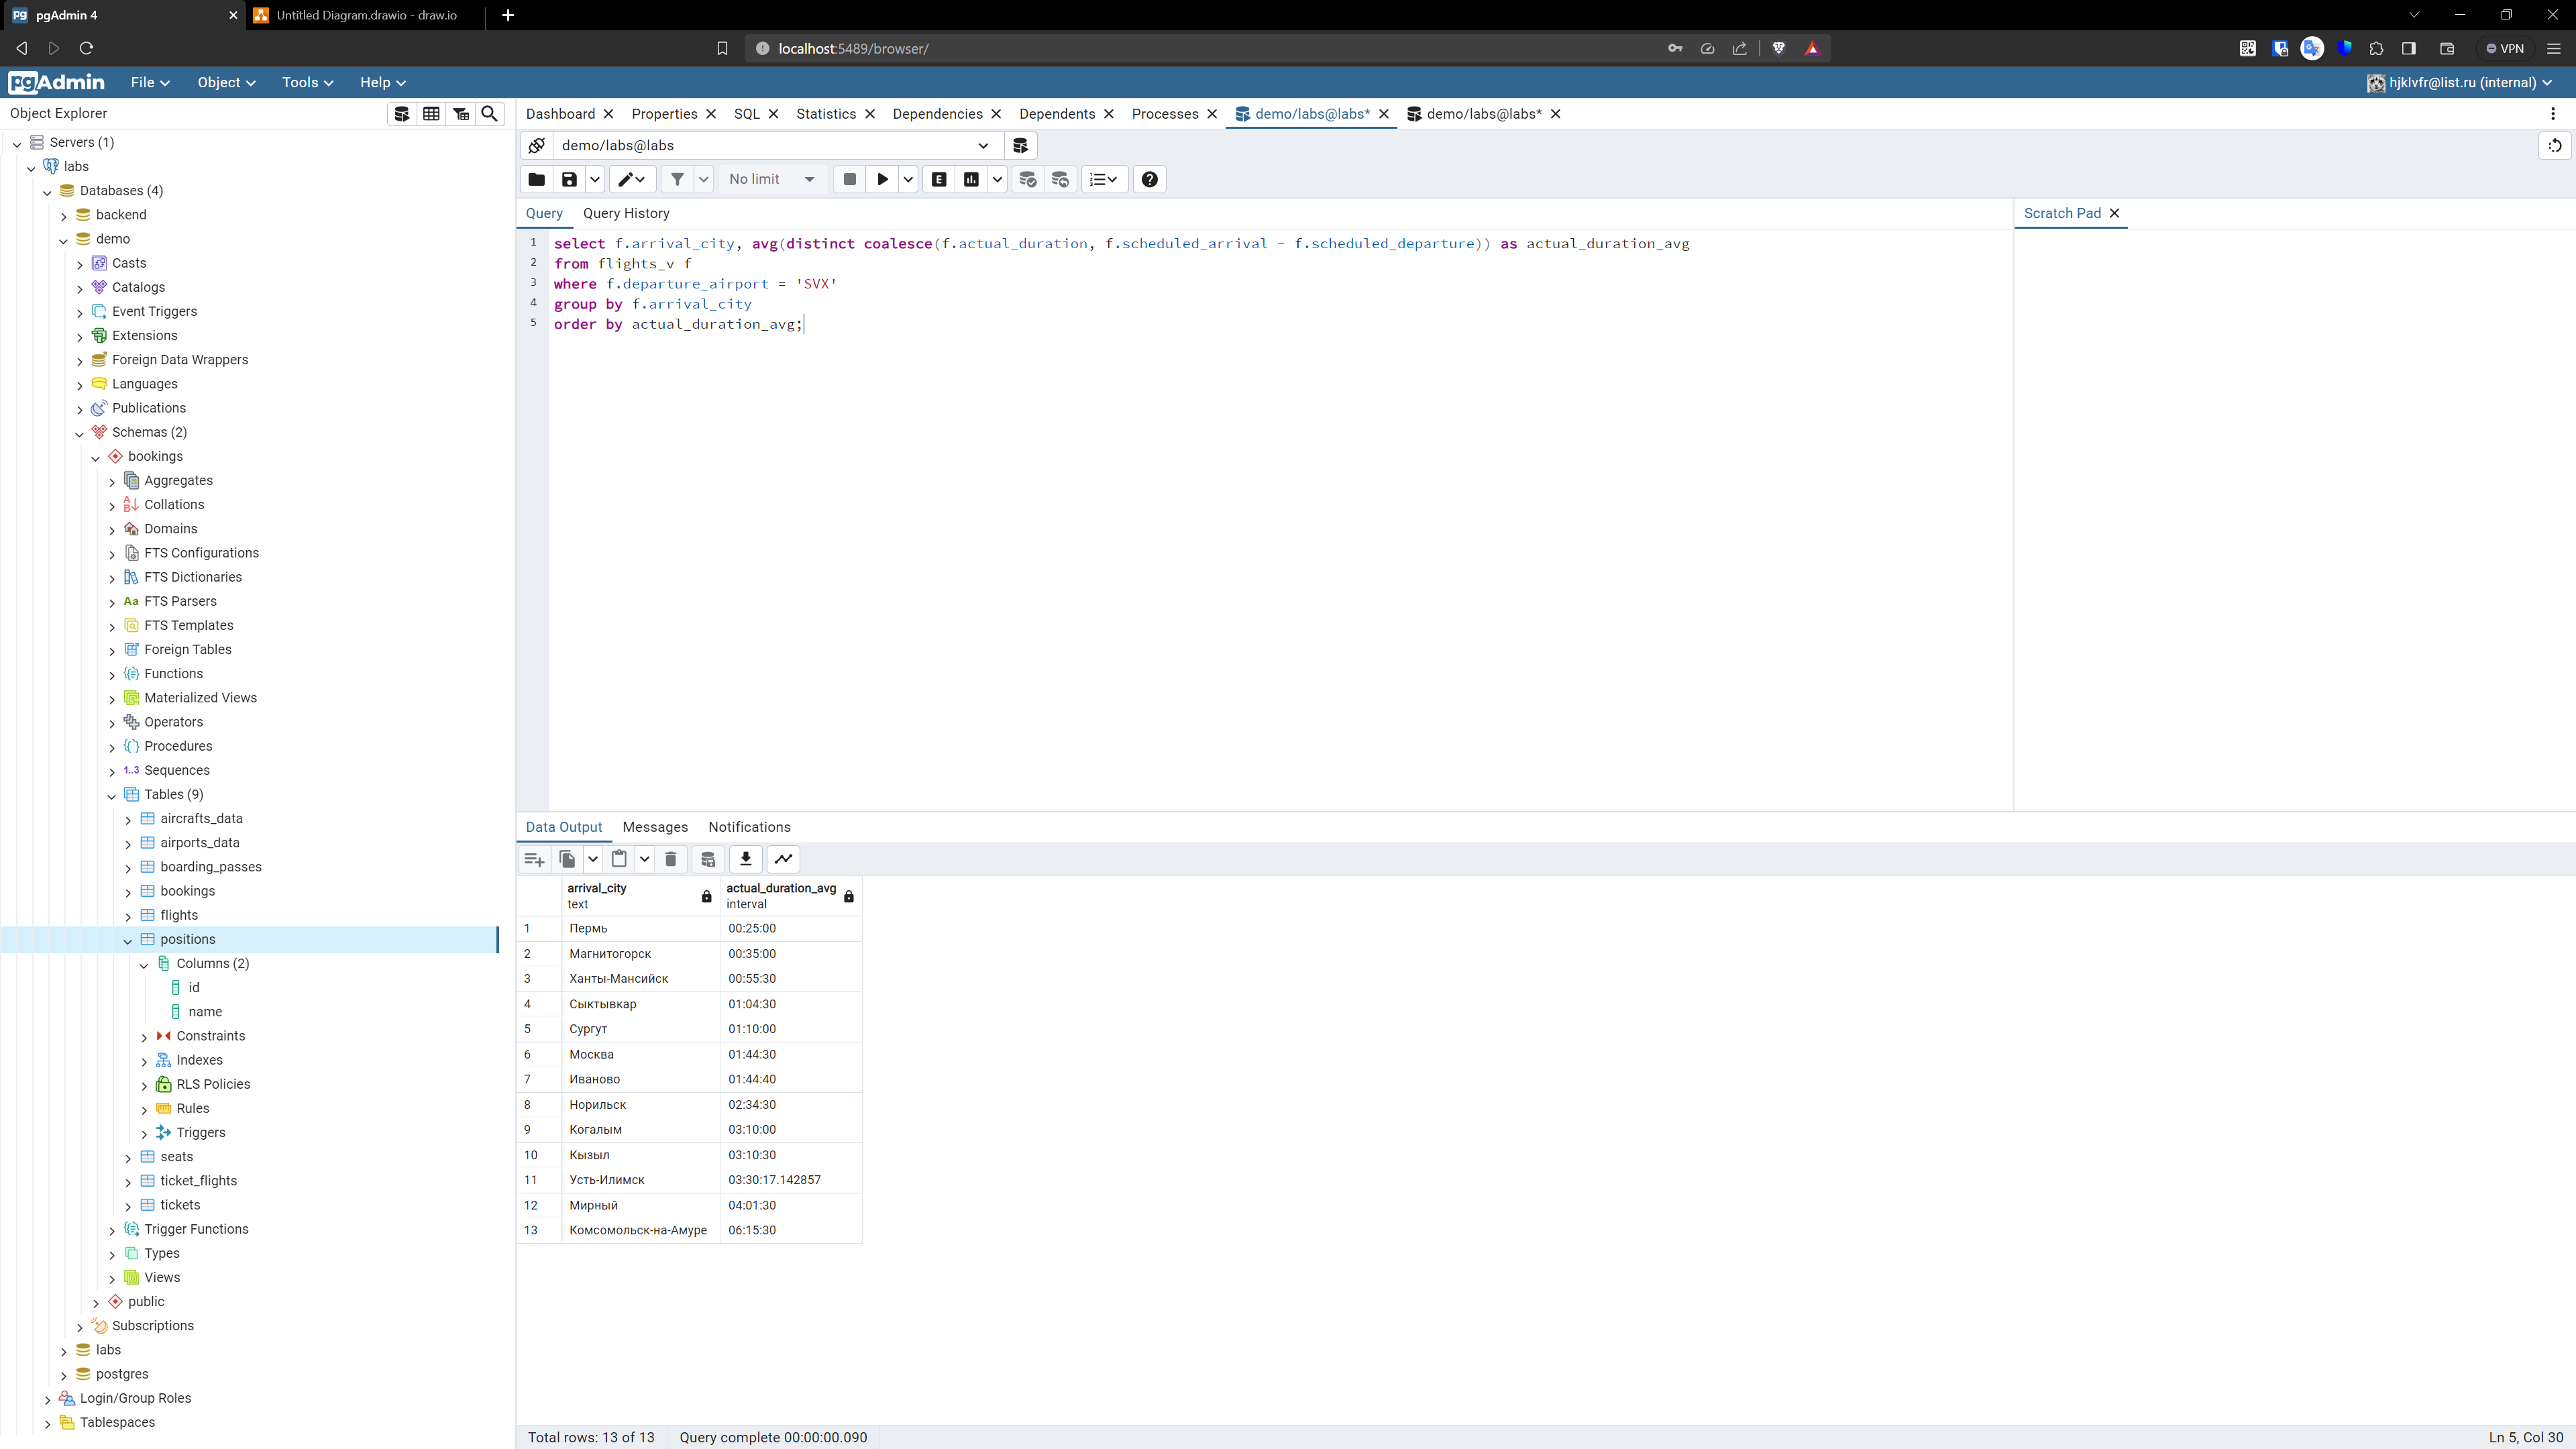 pgAdmin 4
Untitled Diagram.drawio - draw.io
localhost:5489/browser/
VPN
pgAdmin
File
Object
Tools
Help
hjklvfr@list.ru (internal)
Object Explorer
Servers (1)
labs
Databases (4)
backend
demo
Casts
Catalogs
Event Triggers
Extensions
Foreign Data Wrappers
Languages
Publications
Schemas (2)
bookings
Aggregates
Collations
Domains
FTS Configurations
FTS Dictionaries
Aa FTS Parsers
FTS Templates
Foreign Tables
Functions
Materialized Views
Operators
Procedures
1..3 Sequences
Tables (9)
aircrafts_data
airports_data
boarding_passes
bookings
flights
positions
Columns (2)
id
name
Constraints
Indexes
RLS Policies
Rules
Triggers
seats
ticket_flights
tickets
Trigger Functions
Types
Views
public
Subscriptions
labs
postgres
Login/Group Roles
Tablespaces
Dashboard
Properties
SQL
Statistics
Dependencies
Dependents
Processes
demo/labs@labs*
demo/labs@labs*
demo/labs@labs
No limit
E
Query
Query History
Scratch Pad
1 select f.arrival_city, avg(distinct coalesce(f.actual_duration, f.scheduled_arrival - f.scheduled_departure)) as actual_duration_avg
2 from flights_v f
3 where f.departure_airport = 'SVX'
4 group by f.arrival_city
5 order by actual_duration_avg;
Data Output
Messages
Notifications
arrival_city text
actual_duration_avg interval
1 Пермь 00:25:00
2 Магнитогорск 00:35:00
3 Ханты-Мансийск 00:55:30
4 Сыктывкар 01:04:30
5 Сургут 01:10:00
6 Москва 01:44:30
7 Иваново 01:44:40
8 Норильск 02:34:30
9 Когалым 03:10:00
10 Кызыл 03:10:30
11 Усть-Илимск 03:30:17.142857
12 Мирный 04:01:30
13 Комсомольск-на-Амуре 06:15:30
Total rows: 13 of 13
Query complete 00:00:00.090
Ln 5, Col 30